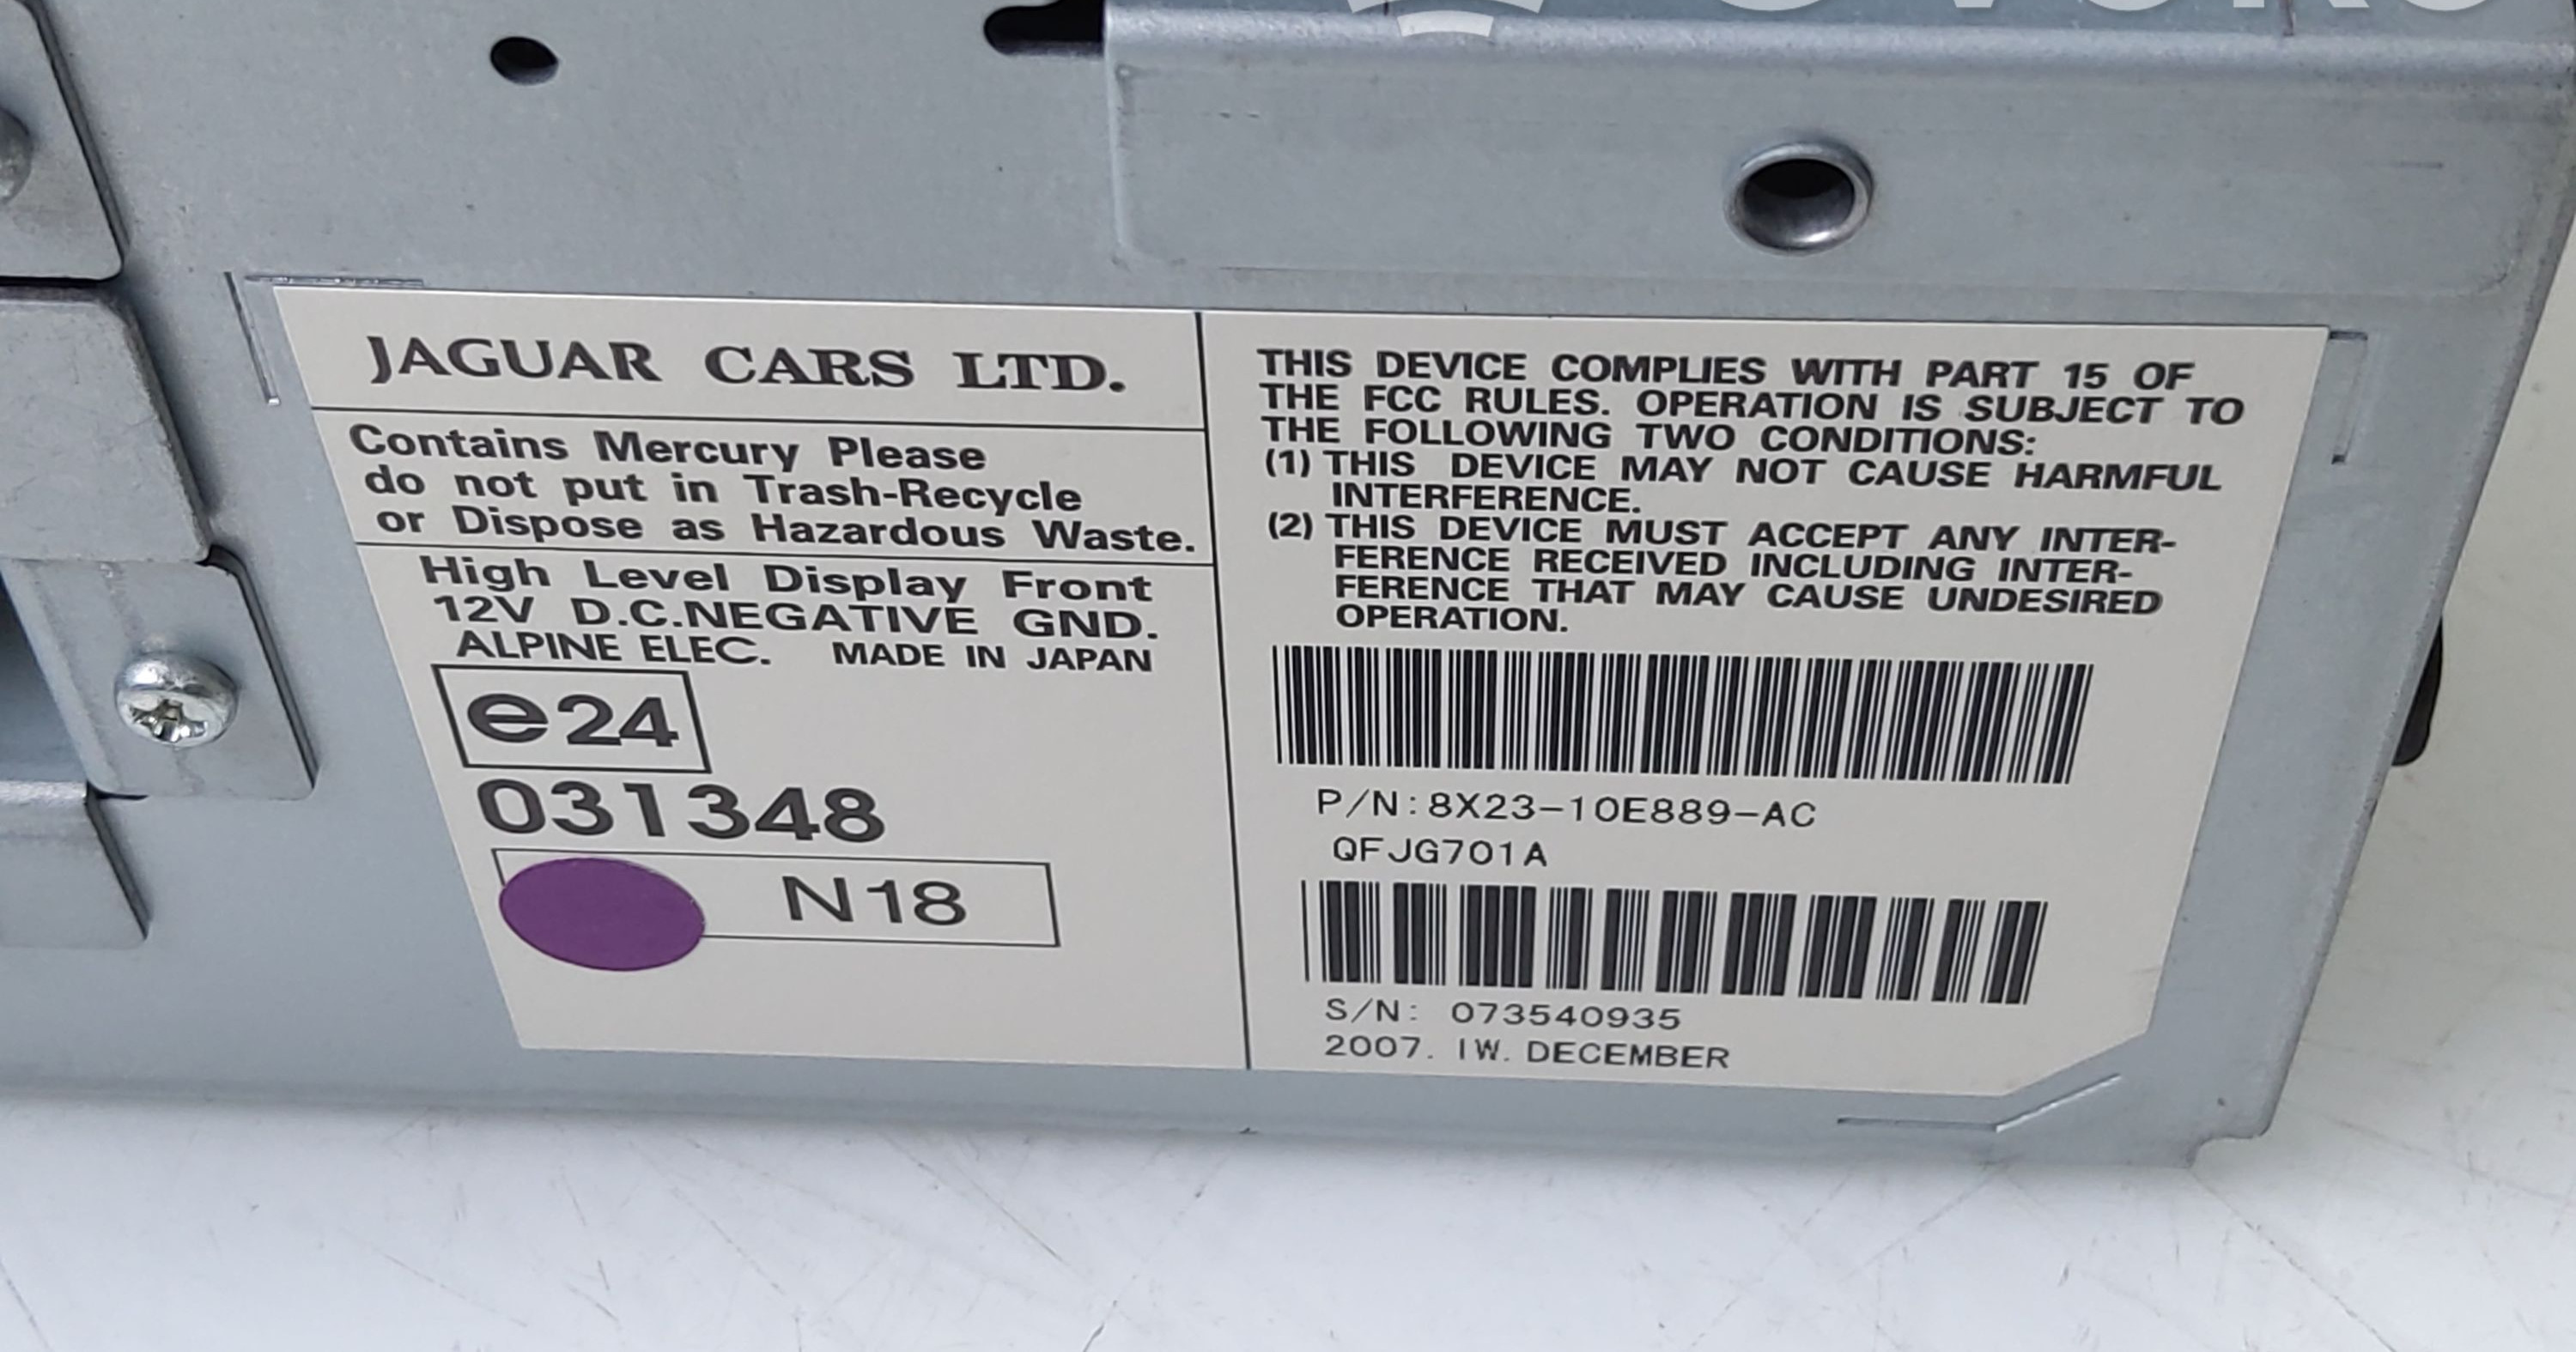 JAGUAR CARS LTD.
Contains Mercury Please
do not put in Trash-Recycle
or Dispose as Hazardous Waste.
High Level Display Front
12V D.C.NEGATIVE GND.
ALPINE ELEC. MADE IN JAPAN
e24
031348
N18
THIS DEVICE COMPLIES WITH PART 15 OF
THE FCC RULES. OPERATION IS SUBJECT TO
THE FOLLOWING TWO CONDITIONS:
(1) THIS DEVICE MAY NOT CAUSE HARMFUL
INTERFERENCE.
(2) THIS DEVICE MUST ACCEPT ANY INTER-
FERENCE RECEIVED INCLUDING INTER-
FERENCE THAT MAY CAUSE UNDESIRED
OPERATION.
P/N:8X23-10E889-AC
QFJG701A
S/N: 073540935
2007. IW. DECEMBER